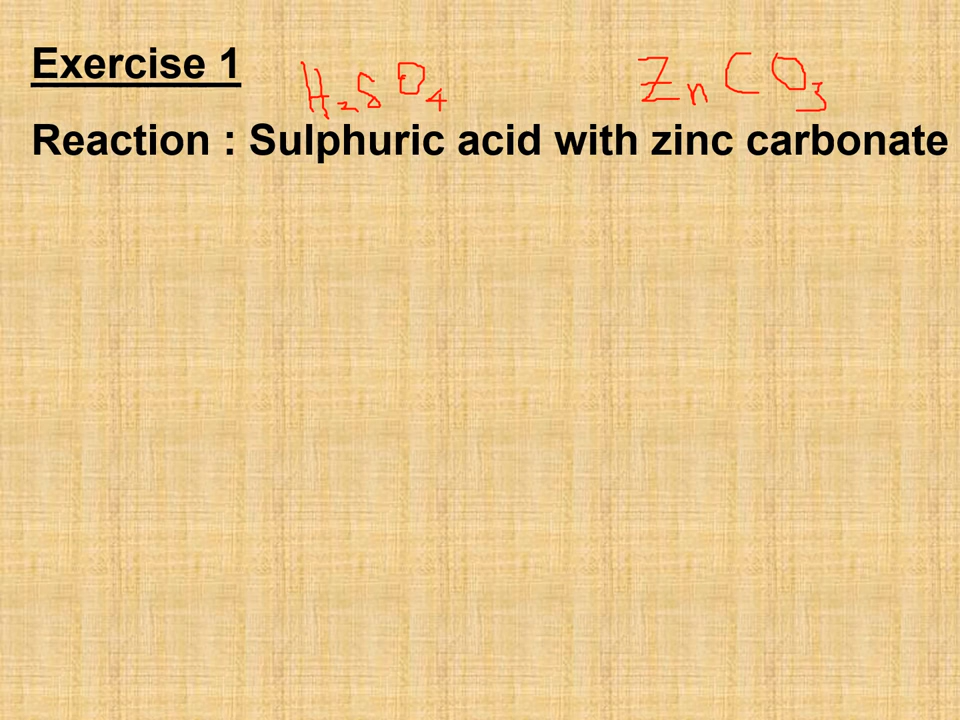 Exercise 1
H₂SO₄ ZnCO₃
Reaction : Sulphuric acid with zinc carbonate